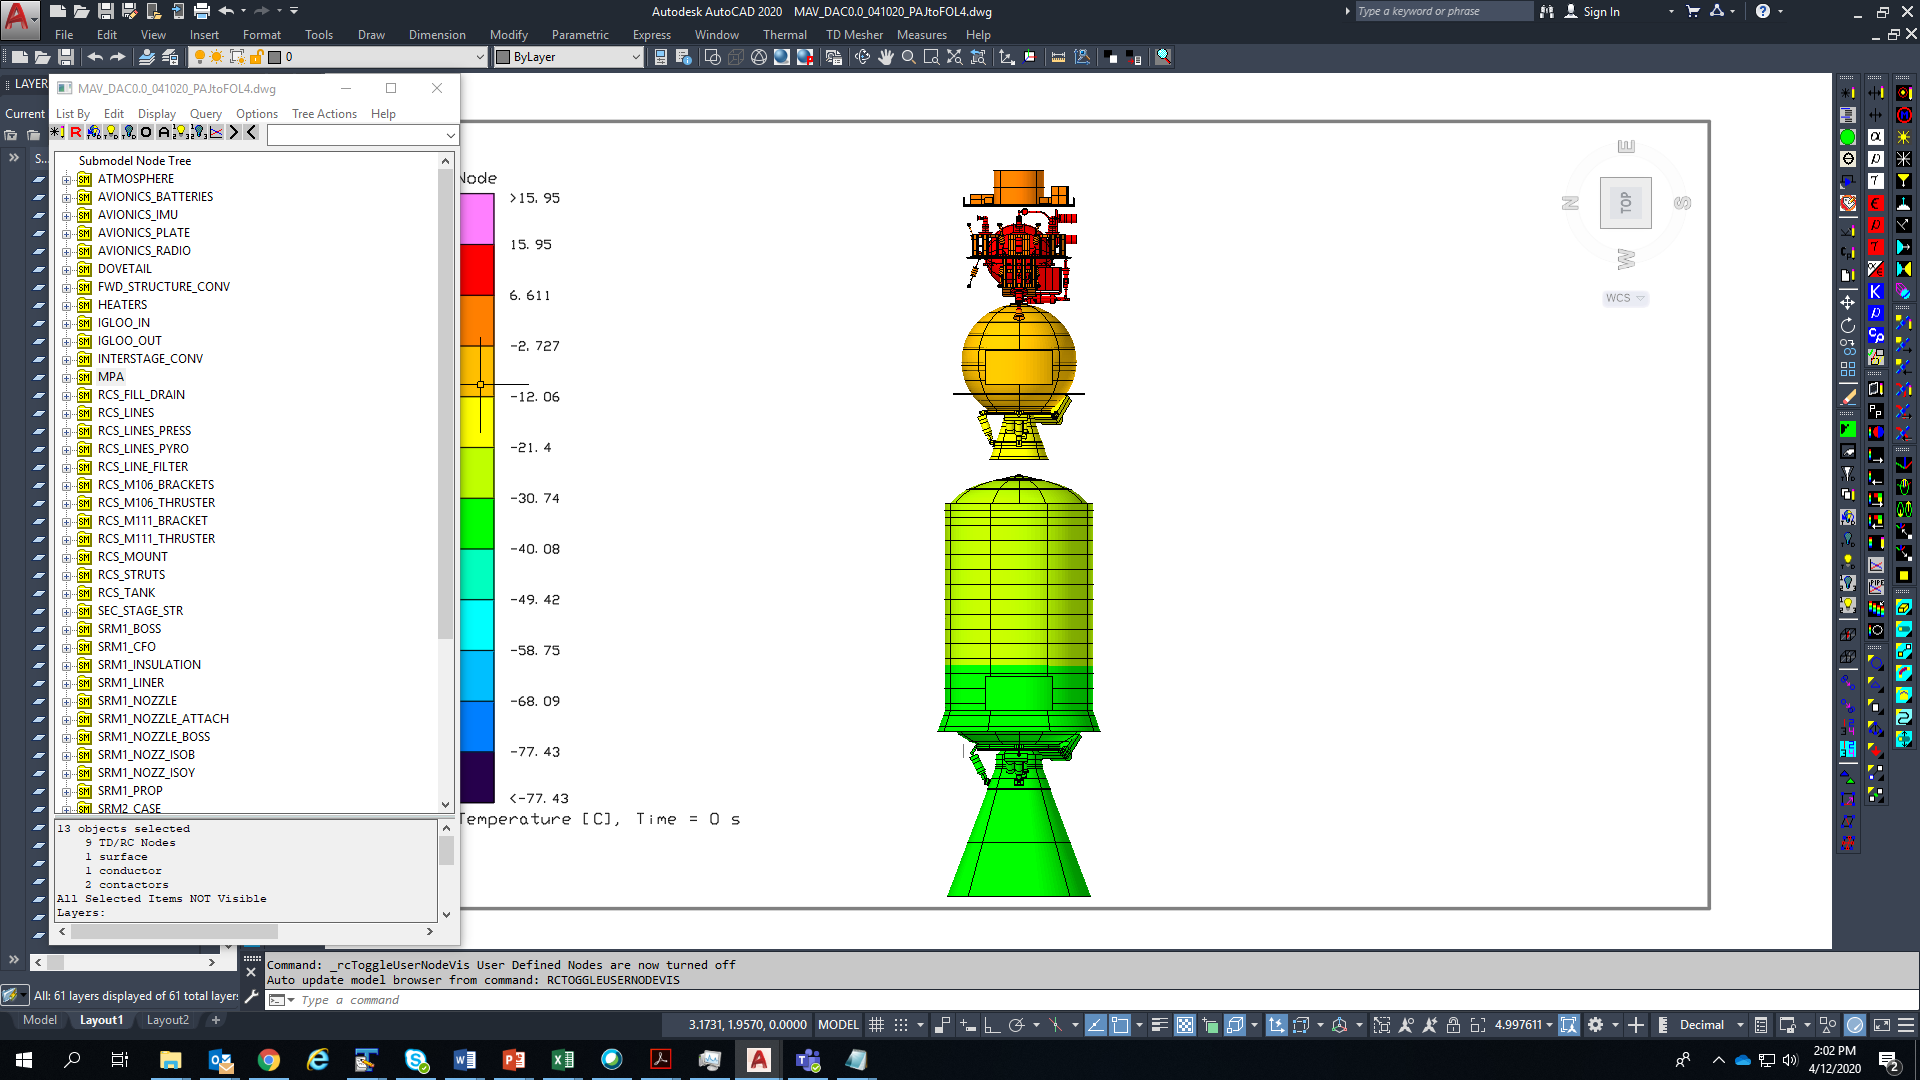 Autodesk AutoCAD 2020 MAV_DAC0.0_041020_PAJtoFOL4.dwg
Type a keyword or phrase
Sign In
File Edit View Insert Format Tools Draw Dimension Modify Parametric Express Window Thermal TD Mesher Measures Help
0
ByLayer
LAYER
Current
S...
MAV_DAC0.0_041020_PAJtoFOL4.dwg
List By Edit Display Query Options Tree Actions Help
Submodel Node Tree
ATMOSPHERE
AVIONICS_BATTERIES
AVIONICS_IMU
AVIONICS_PLATE
AVIONICS_RADIO
DOVETAIL
FWD_STRUCTURE_CONV
HEATERS
IGLOO_IN
IGLOO_OUT
INTERSTAGE_CONV
MPA
RCS_FILL_DRAIN
RCS_LINES
RCS_LINES_PRESS
RCS_LINES_PYRO
RCS_LINE_FILTER
RCS_M106_BRACKETS
RCS_M106_THRUSTER
RCS_M111_BRACKET
RCS_M111_THRUSTER
RCS_MOUNT
RCS_STRUTS
RCS_TANK
SEC_STAGE_STR
SRM1_BOSS
SRM1_CFO
SRM1_INSULATION
SRM1_LINER
SRM1_NOZZLE
SRM1_NOZZLE_ATTACH
SRM1_NOZZLE_BOSS
SRM1_NOZZ_ISOB
SRM1_NOZZ_ISOY
SRM1_PROP
SRM2_CASE
13 objects selected
9 TD/RC Nodes
1 surface
1 conductor
2 contactors
All Selected Items NOT Visible
Layers:
Node
>15.95
15.95
6.611
-2.727
-12.06
-21.4
-30.74
-40.08
-49.42
-58.75
-68.09
-77.43
<-77.43
Temperature [C], Time = 0 s
E
N
TOP
S
W
WCS
Command: _rcToggleUserNodeVis User Defined Nodes are now turned off
Auto update model browser from command: RCTOGGLEUSERNODEVIS
Type a command
All: 61 layers displayed of 61 total layers
Model Layout1 Layout2 +
3.1731, 1.9570, 0.0000 MODEL
4.997611
Decimal
2:02 PM
4/12/2020
2